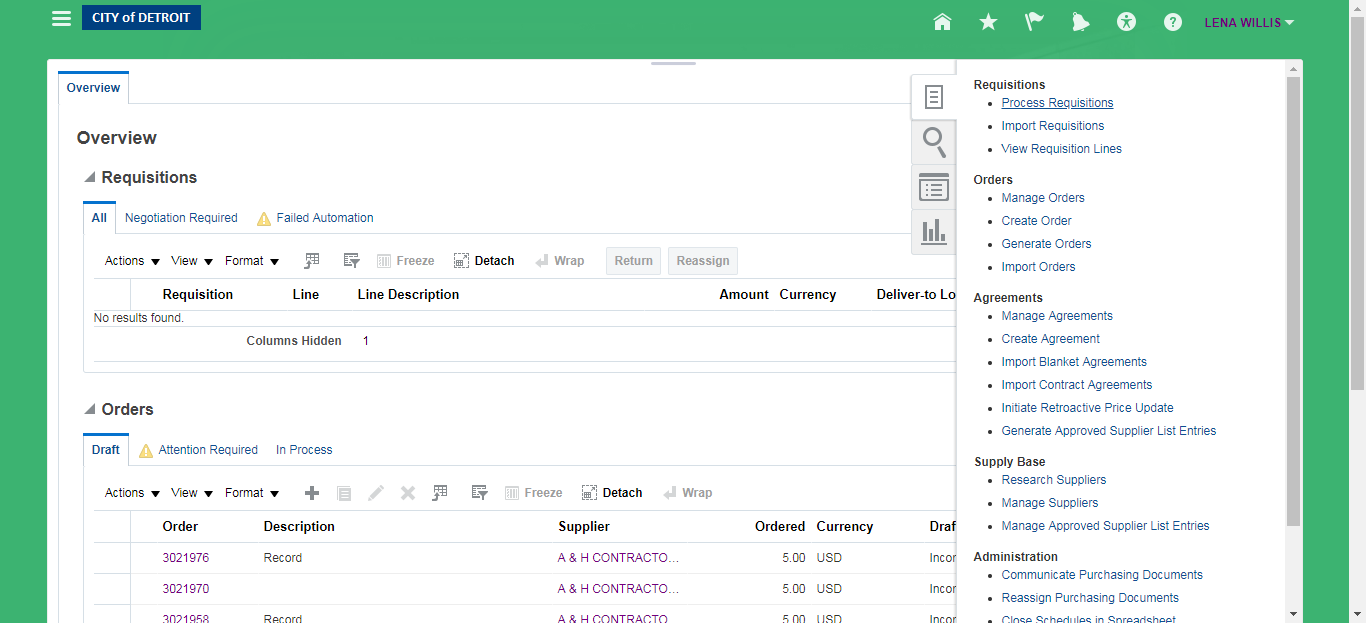 CITY of DETROIT
LENA WILLIS
Overview
Overview
Requisitions
All Negotiation Required Failed Automation
Actions View Format Freeze Detach Wrap Return Reassign
Requisition Line Line Description Amount Currency Deliver-to Lo
No results found.
Columns Hidden 1
Orders
Draft Attention Required In Process
Actions View Format Freeze Detach Wrap
Order Description Supplier Ordered Currency Draf
3021976 Record A & H CONTRACTO... 5.00 USD Incor
3021970 A & H CONTRACTO... 5.00 USD Incor
3021958 Record A & H CONTRACTO 5.00 USD Incor
Requisitions
Process Requisitions
Import Requisitions
View Requisition Lines
Orders
Manage Orders
Create Order
Generate Orders
Import Orders
Agreements
Manage Agreements
Create Agreement
Import Blanket Agreements
Import Contract Agreements
Initiate Retroactive Price Update
Generate Approved Supplier List Entries
Supply Base
Research Suppliers
Manage Suppliers
Manage Approved Supplier List Entries
Administration
Communicate Purchasing Documents
Reassign Purchasing Documents
Close Schedules in Spreadsheet